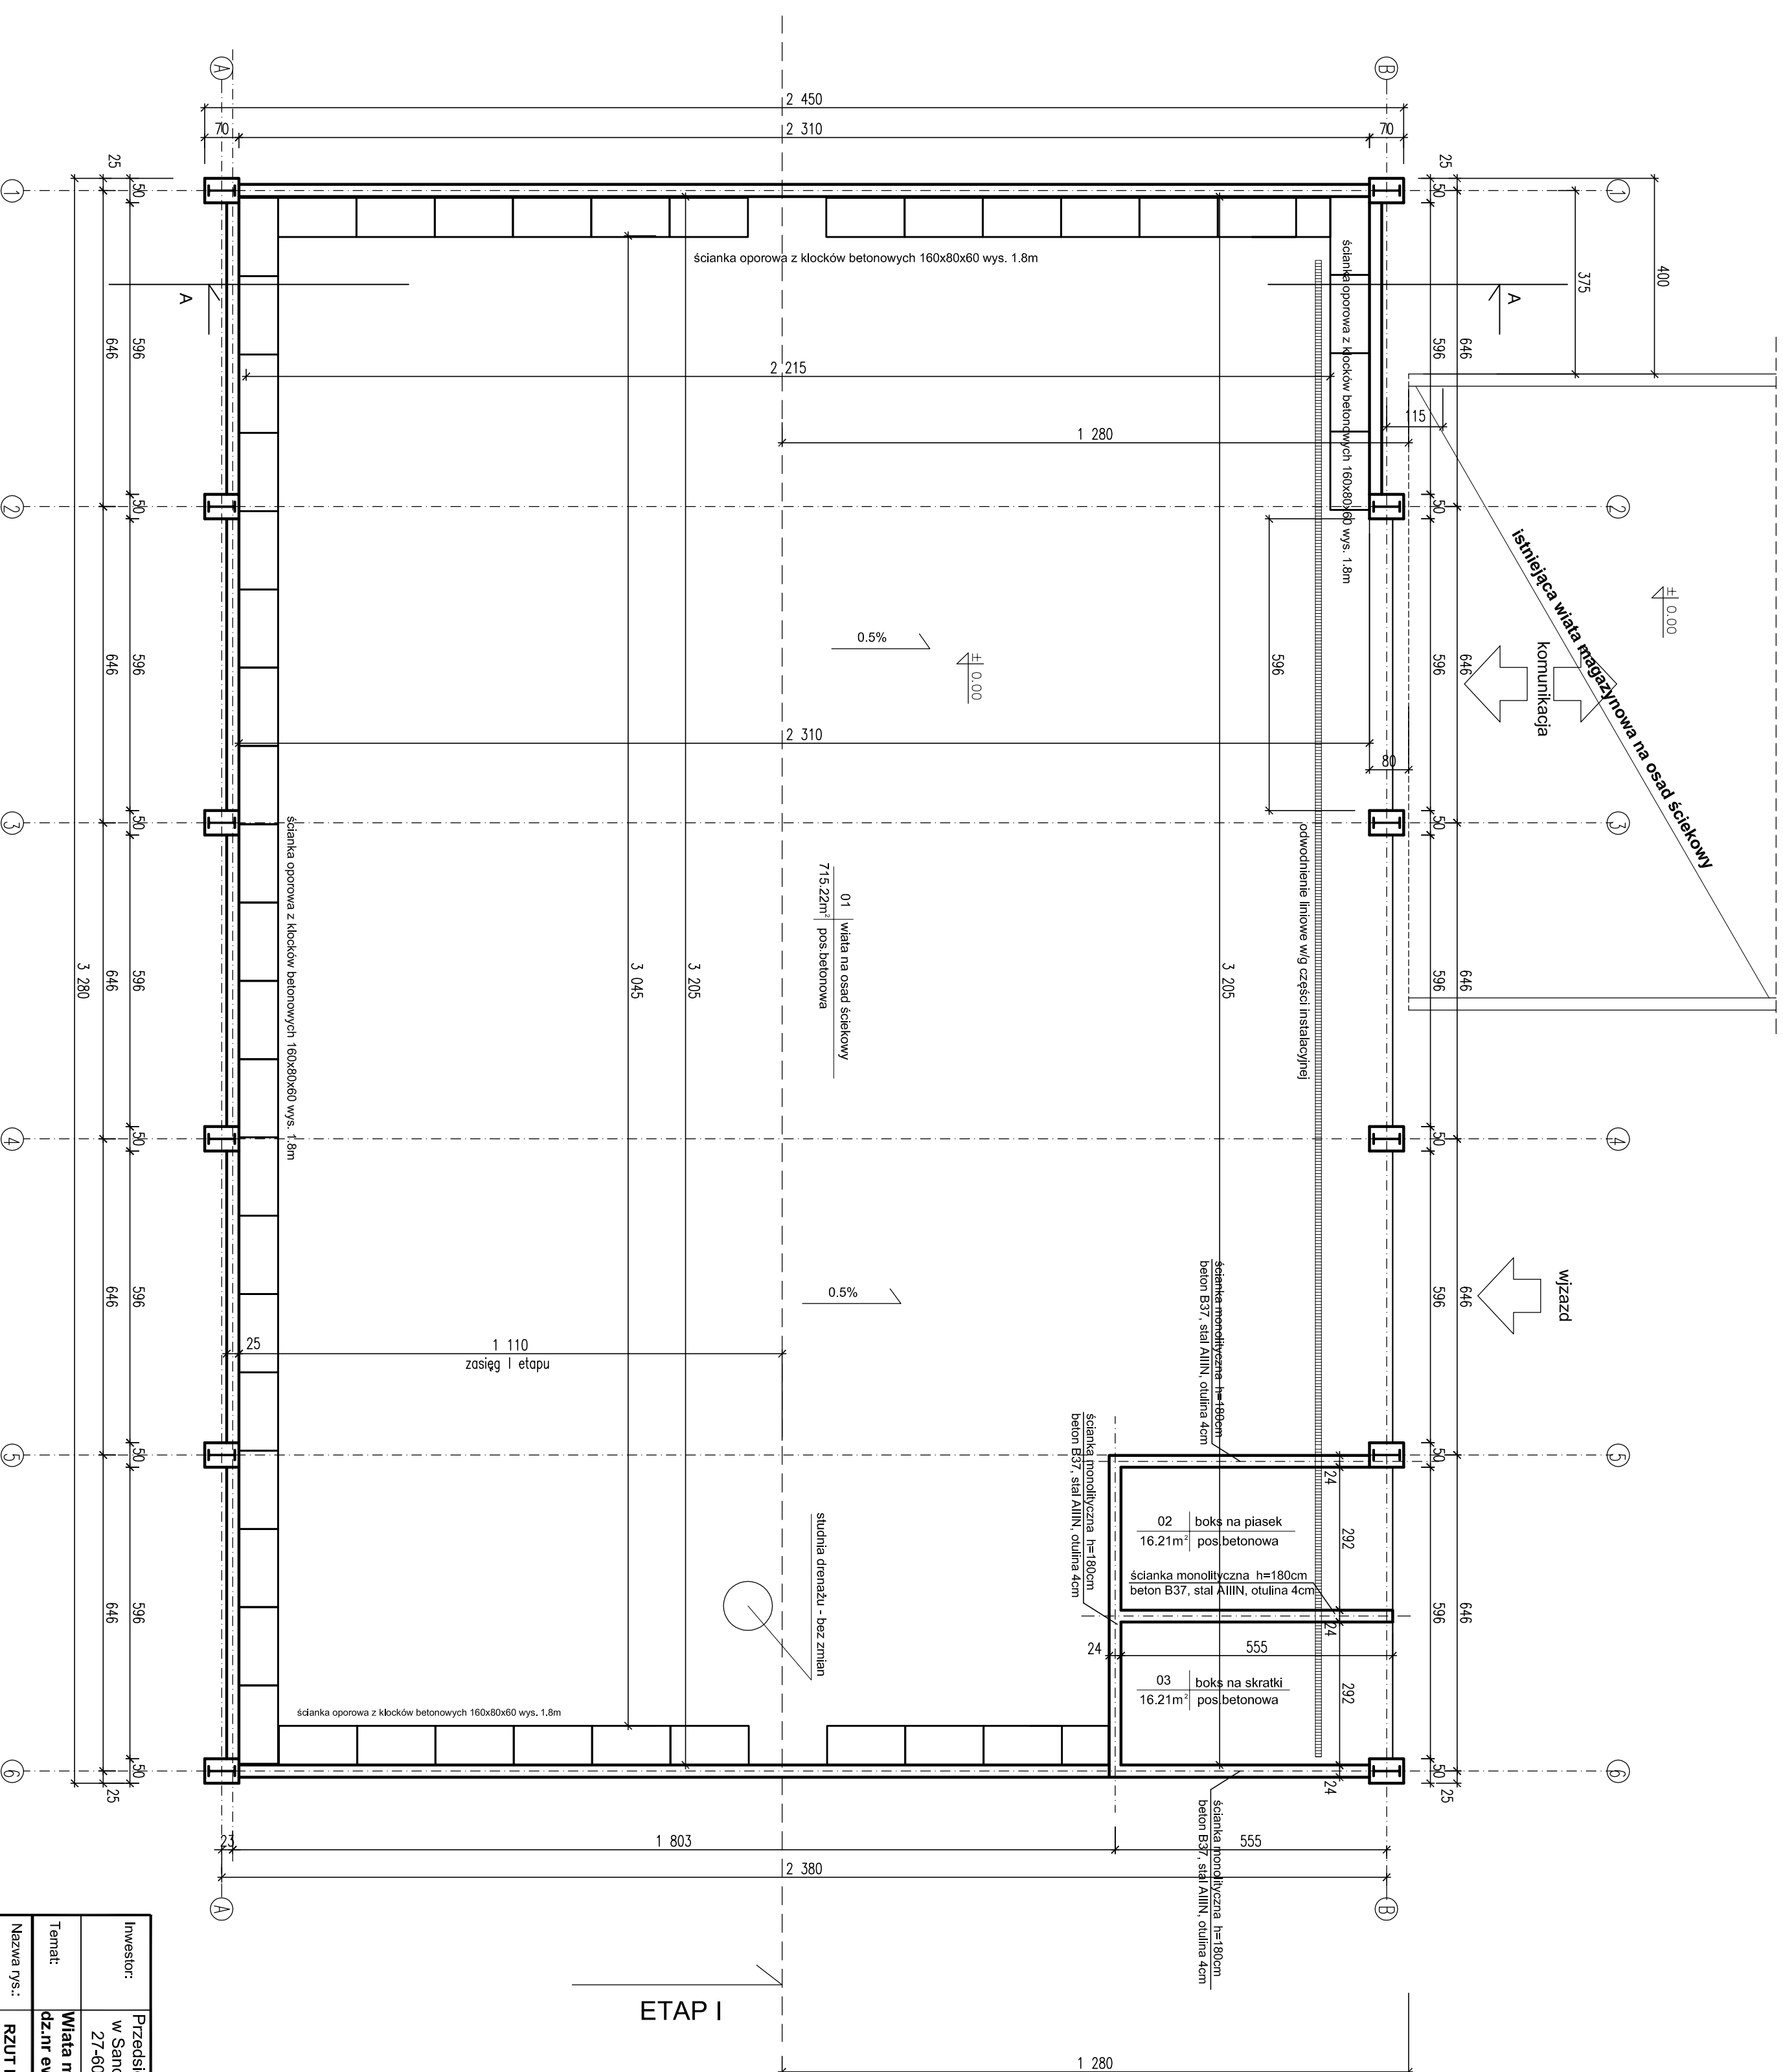 A
B
2 450
70
2 310
70
25
50
1
25
50
1
400
375
ścianka oporowa z klocków betonowych 160x80x60 wys. 1.8m
ścianka oporowa z klocków betonowych 160x80x60 wys. 1.8m
A
A
596
646
596
646
2 215
1 280
115
50
2
50
2
istniejąca wiata magazynowa na osad ściekowy
± 0.00
komunikacja
0.5%
± 0.00
596
646
596
596
646
2 310
80
50
3
50
3
odwodnienie liniowe w/g części instalacyjnej
ścianka oporowa z klocków betonowych 160x80x60 wys. 1.8m
01 wiata na osad ściekowy
715.22m² pos.betonowa
3 280
596
646
3 045
3 205
3 205
596
646
50
4
50
4
wjzazd
0.5%
596
646
596
646
25
1 110
zasięg I etapu
ścianka monolityczna h=180cm
beton B37, stal AIIIN, otulina 4cm
ścianka monolityczna h=180cm
beton B37, stal AIIIN, otulina 4cm
50
5
50
5
24
02 boks na piasek
16.21m² pos.betonowa
292
ścianka monolityczna h=180cm
beton B37, stal AIIIN, otulina 4cm
studnia drenażu - bez zmian
596
646
596
646
24
24
555
03 boks na skratki
16.21m² pos.betonowa
292
ścianka oporowa z klocków betonowych 160x80x60 wys. 1.8m
50
6
25
50
6
25
24
ścianka monolityczna h=180cm
beton B37, stal AIIIN, otulina 4cm
23
1 803
555
2 380
A
B
ETAP I
1 280
Inwestor:
Przedsi
w Sand
27-60
Temat:
Wiata m
dz.nr ew
Nazwa rys.:
RZUT